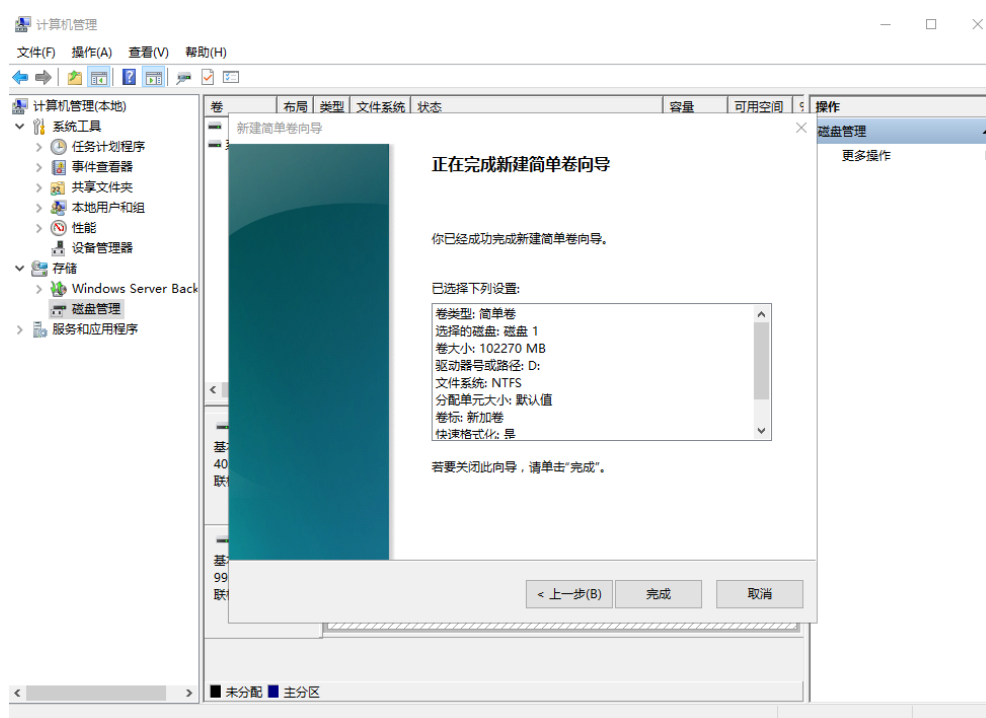 计算机管理
文件(F) 操作(A) 查看(V) 帮助(H)
计算机管理(本地)
系统工具
任务计划程序
事件查看器
共享文件夹
本地用户和组
性能
设备管理器
存储
Windows Server Back
磁盘管理
服务和应用程序
卷 布局 类型 文件系统 状态 容量 可用空间
操作
磁盘管理
更多操作
新建简单卷向导
正在完成新建简单卷向导
你已经成功完成新建简单卷向导。
已选择下列设置:
卷类型: 简单卷
选择的磁盘: 磁盘 1
卷大小: 102270 MB
驱动器号或路径: D:
文件系统: NTFS
分配单元大小: 默认值
卷标: 新加卷
快速格式化: 是
若要关闭此向导，请单击"完成"。
< 上一步(B) 完成 取消
基
40
联
基
99
联
未分配 主分区